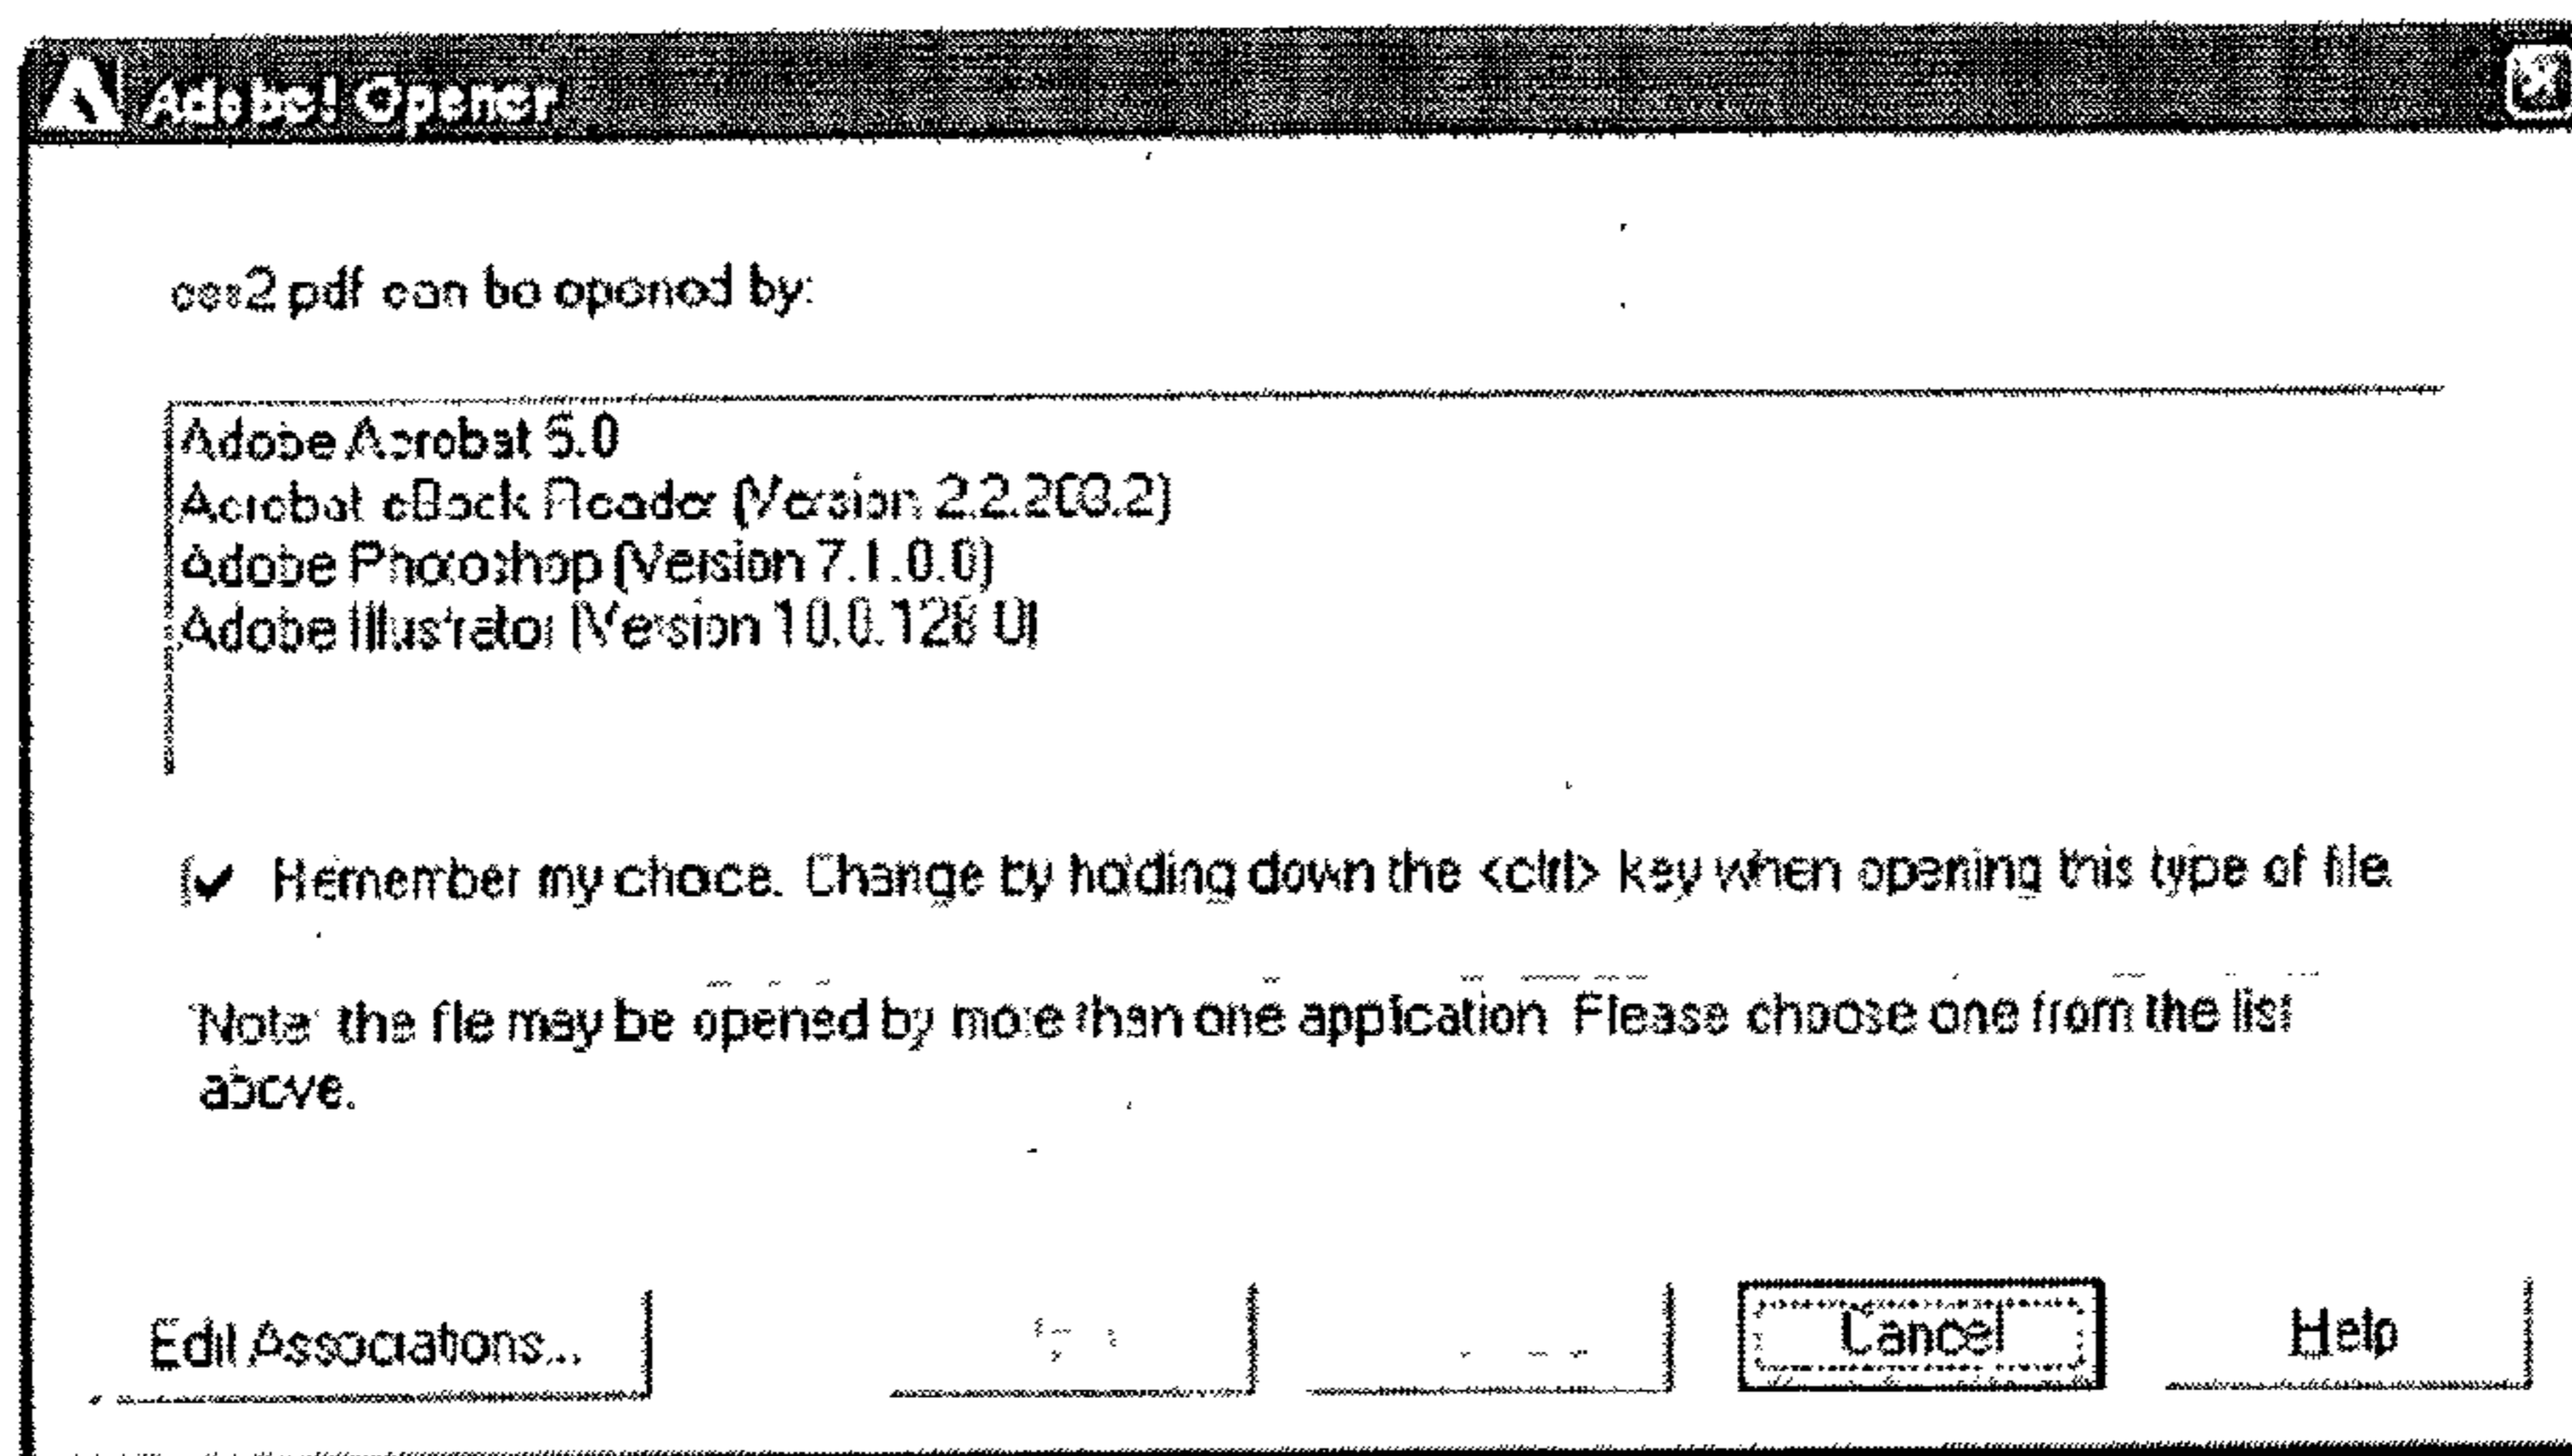 Adobe! Opener
ces2.pdf can be opened by:
Adobe Acrobat 5.0
Acrobat eBook Reader (Version 2.2.203.2)
Adobe Photoshop (Version 7.1.0.0)
Adobe Illustrator (Version 10.0.128.0)
Remember my choice. Change by holding down the <ctrl> key when opening this type of file.
Note: the file may be opened by more than one application. Please choose one from the list
above.
Edit Associations...
Cancel
Help